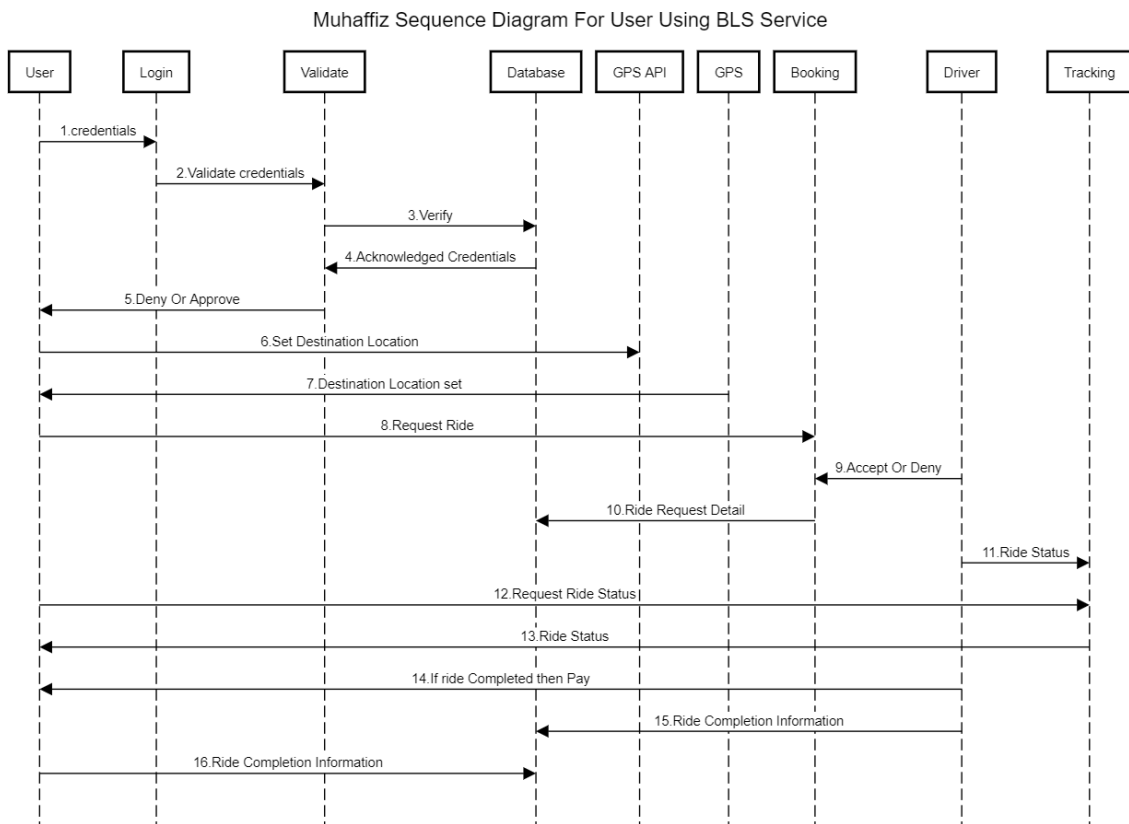 Muhaffiz Sequence Diagram For User Using BLS Service
User Login Validate Database GPS API GPS Booking Driver Tracking
1.credentials
2.Validate credentials
3.Verify
4.Acknowledged Credentials
5.Deny Or Approve
6.Set Destination Location
7.Destination Location set
8.Request Ride
9.Accept Or Deny
10.Ride Request Detail
11.Ride Status
12.Request Ride Status
13.Ride Status
14.If ride Completed then Pay
15.Ride Completion Information
16.Ride Completion Information